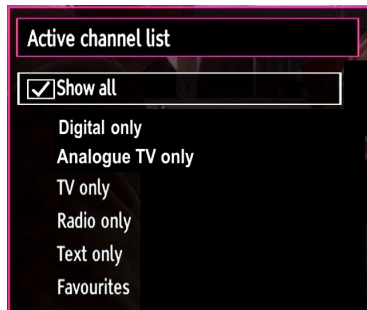 Active channel list
Show all
Digital only
Analogue TV only
TV only
Radio only
Text only
Favourites